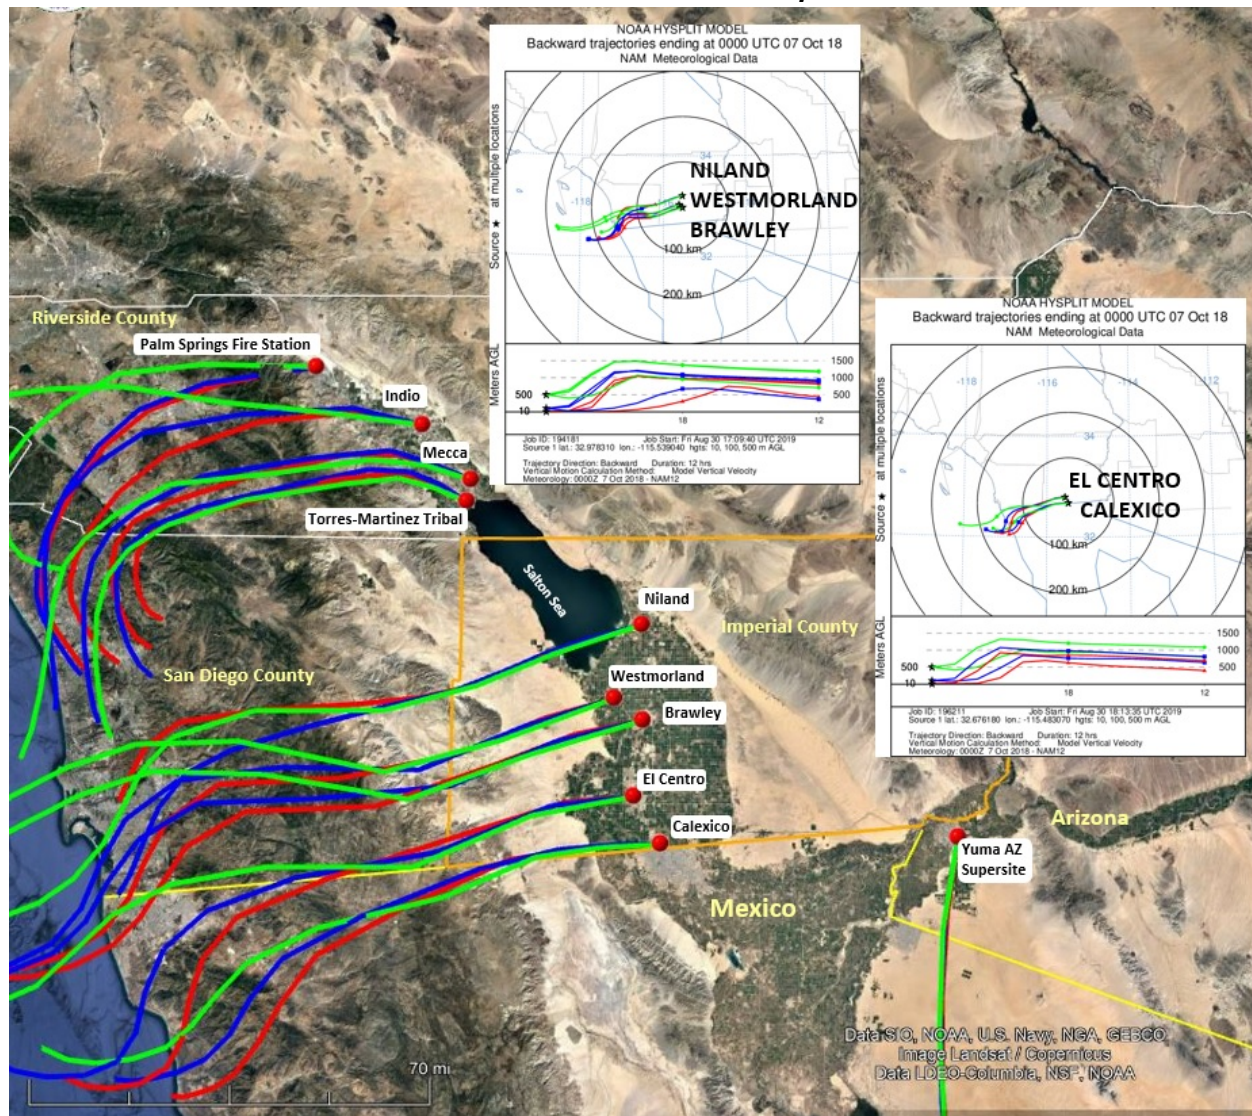 NOAA HYSPLIT MODEL
Backward trajectories ending at 0000 UTC 07 Oct 18
NAM Meteorological Data
Source ★ at multiple locations
34
-118
NILAND
WESTMORLAND
BRAWLEY
100 km
32
200 km
Meters AGL
1500
1000
500
500
10
18
12
Job ID: 194181 Job Start: Fri Aug 30 17:09:40 UTC 2019
Source 1 lat.: 32.978310 lon.: -115.539040 hgts: 10, 100, 500 m AGL
Trajectory Direction: Backward Duration: 12 hrs
Vertical Motion Calculation Method: Model Vertical Velocity
Meteorology: 0000Z 7 Oct 2018 - NAM12
NOAA HYSPLIT MODEL
Backward trajectories ending at 0000 UTC 07 Oct 18
NAM Meteorological Data
Source ★ at multiple locations
-118
-116
-114
-112
34
EL CENTRO
CALEXICO
100 km
32
200 km
Meters AGL
1500
1000
500
500
10
18
12
Job ID: 196211 Job Start: Fri Aug 30 18:13:35 UTC 2019
Source 1 lat.: 32.676180 lon.: -115.483070 hgts: 10, 100, 500 m AGL
Trajectory Direction: Backward Duration: 12 hrs
Vertical Motion Calculation Method: Model Vertical Velocity
Meteorology: 0000Z 7 Oct 2018 - NAM12
Riverside County
Palm Springs Fire Station
Indio
Mecca
Torres-Martinez Tribal
Salton Sea
Niland
Imperial County
San Diego County
Westmorland
Brawley
El Centro
Calexico
Arizona
Yuma AZ
Supersite
Mexico
Data SIO, NOAA, U.S. Navy, NGA, GEBCO
Image Landsat / Copernicus
Data LDEO-Columbia, NSF, NOAA
70 mi